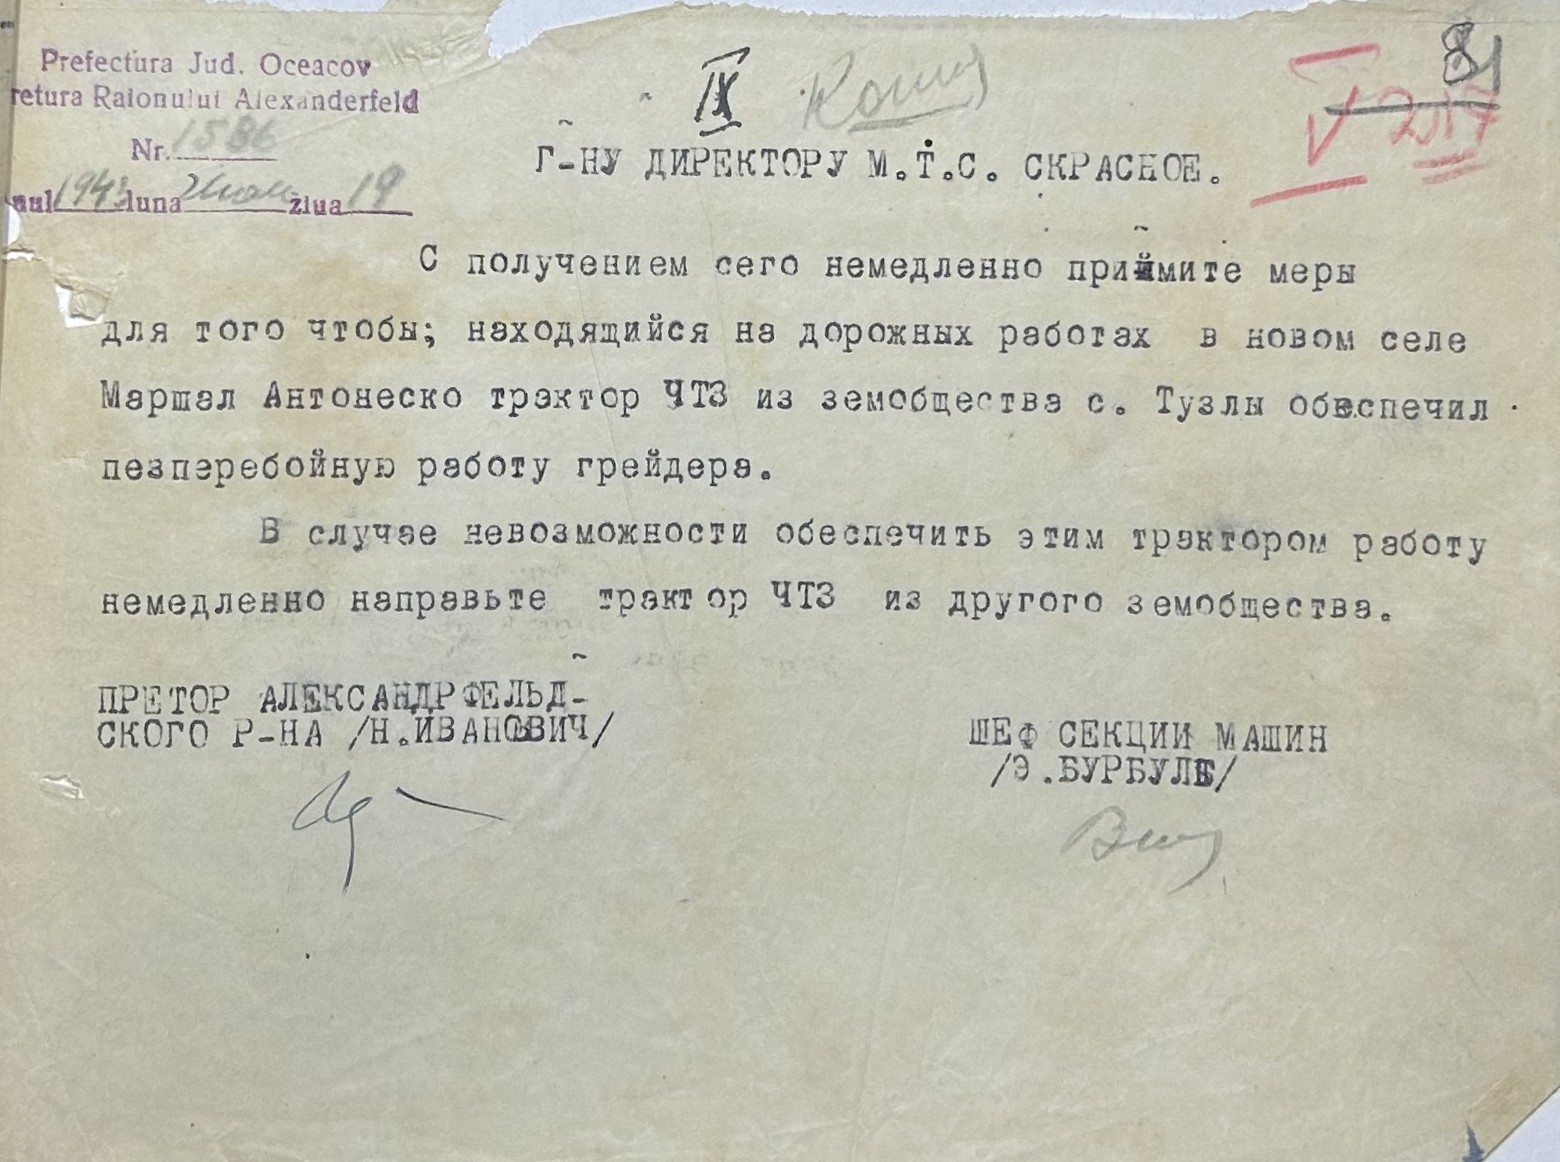 Prefectura Jud. Oceacov
retura Raionului Alexanderfeld
Nr. 1586
nul 1943 luna ziua 19
IX
81
V 217
Г-НУ ДИРЕКТОРУ М.Т.С. СКРАСНОЕ.
С получением сего немедленно приймите меры
для того чтобы; находящийся на дорожных работах в новом селе
Маршал Антонеско трактор ЧТЗ из земобщества с. Тузлы обеспечил
пезперебойную работу грейдера.
В случае невозможности обеспечить этим трактором работу
немедленно направьте трактор ЧТЗ из другого земобщества.
ПРЕТОР АЛЕКСАНДРФЕЛЬД-
СКОГО Р-НА /Н.ИВАНОВИЧ/
ШЕФ СЕКЦИИ МАШИН
/Э.БУРБУЛЕ/